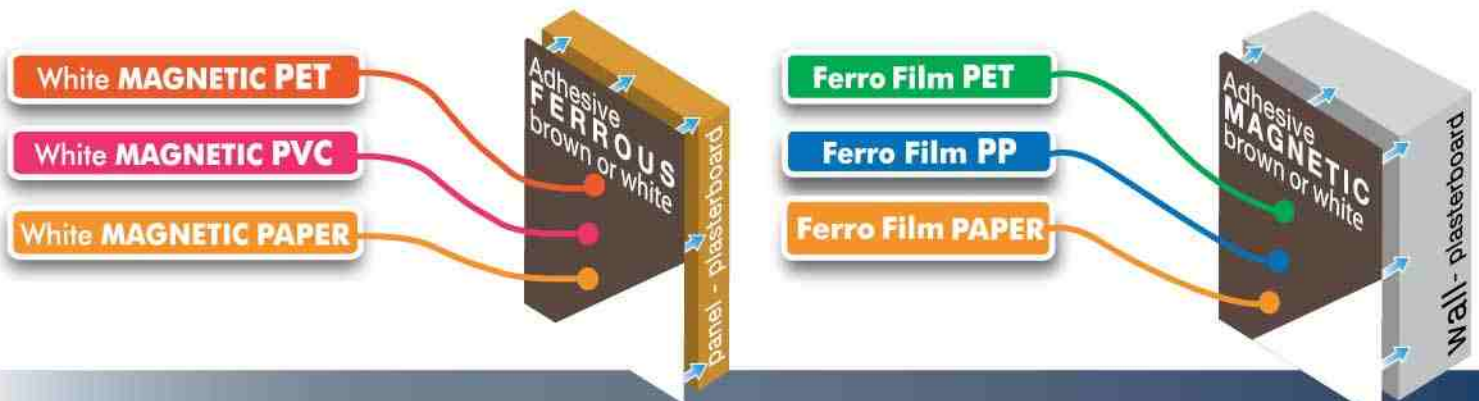 White MAGNETIC PET
White MAGNETIC PVC
White MAGNETIC PAPER
Adhesive
FERROUS
brown or white
panel - plasterboard
Ferro Film PET
Ferro Film PP
Ferro Film PAPER
Adhesive
MAGNETIC
brown or white
wall- plasterboard